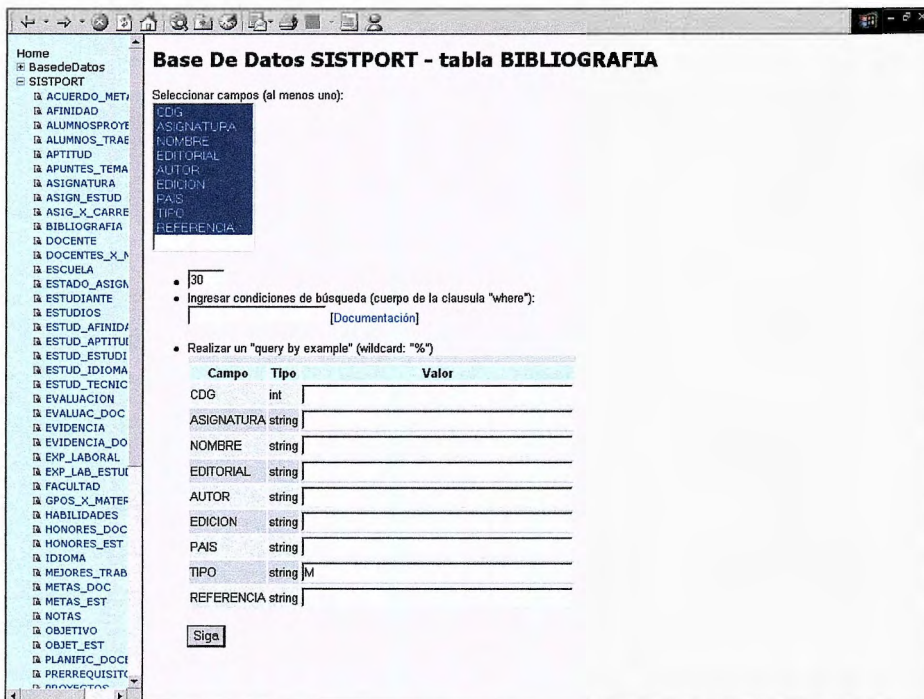 Home
BasedeDatos
SISTPORT
ACUERDO_META
AFINIDAD
ALUMNOSPROYE
ALUMNOS_TRAE
APTITUD
APUNTES_TEMA
ASIGNATURA
ASIGN_ESTUD
ASIG_X_CARRE
BIBLIOGRAFIA
DOCENTE
DOCENTES_X_M
ESCUELA
ESTADO_ASIGN
ESTUDIANTE
ESTUDIOS
ESTUD_AFINIDA
ESTUD_APTITUI
ESTUD_ESTUDI
ESTUD_IDIOMA
ESTUD_TECNIC
EVALUACION
EVALUAC_DOC
EVIDENCIA
EVIDENCIA_DO
EXP_LABORAL
EXP_LAB_ESTUI
FACULTAD
GPOS_X_MATER
HABILIDADES
HONORES_DOC
HONORES_EST
IDIOMA
MEJORES_TRAB
METAS_DOC
METAS_EST
NOTAS
OBJETIVO
OBJET_EST
PLANIFIC_DOCE
PRERREQUISITO
PROYECTOS
Base De Datos SISTPORT - tabla BIBLIOGRAFIA
Seleccionar campos (al menos uno):
CDG
ASIGNATURA
NOMBRE
EDITORIAL
AUTOR
EDICION
PAIS
TIPO
REFERENCIA
• 30
• Ingresar condiciones de búsqueda (cuerpo de la clausula "where"):
[Documentación]
• Realizar un "query by example" (wildcard: "%")
Campo Tipo Valor
CDG int
ASIGNATURA string
NOMBRE string
EDITORIAL string
AUTOR string
EDICION string
PAIS string
TIPO string M
REFERENCIA string
Siga